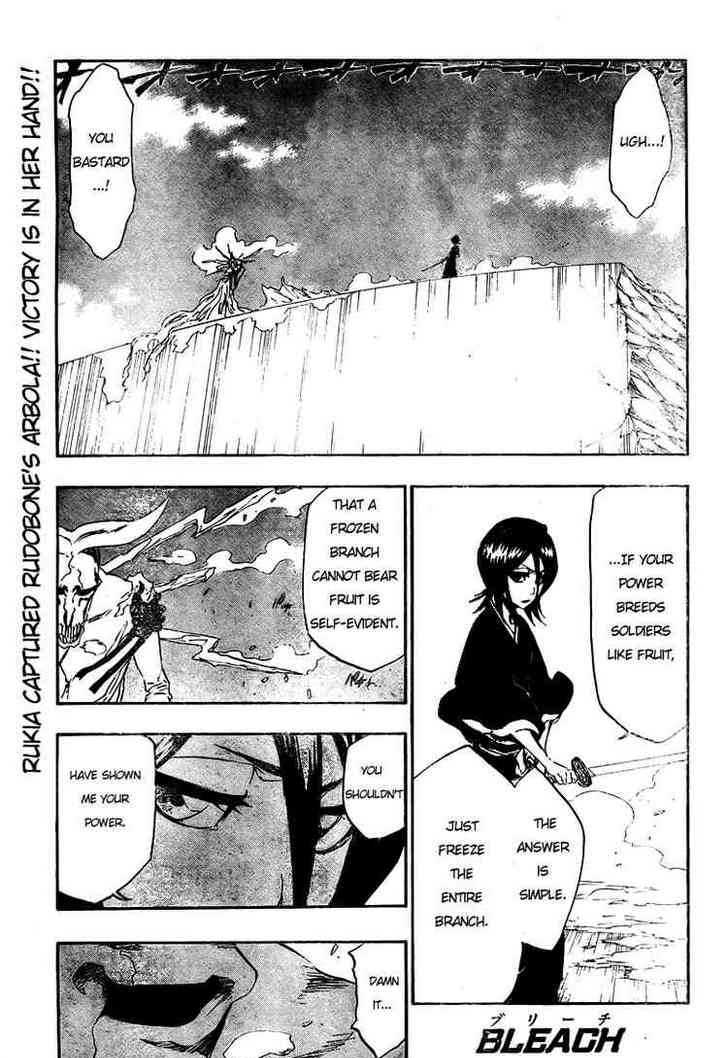 RUKIA CAPTURED RUDOBONE'S ARBOLA!! VICTORY IS IN HER HAND!!
UGH...!
YOU
BASTARD
...!
...IF YOUR
POWER
BREEDS
SOLDIERS
LIKE FRUIT,
THE
ANSWER
IS
SIMPLE.
JUST
FREEZE
THE
ENTIRE
BRANCH.
THAT A
FROZEN
BRANCH
CANNOT BEAR
FRUIT IS
SELF-EVIDENT.
YOU
SHOULDN'T
HAVE SHOWN
ME YOUR
POWER.
DAMN
IT...
ブリーチ
BLEACH